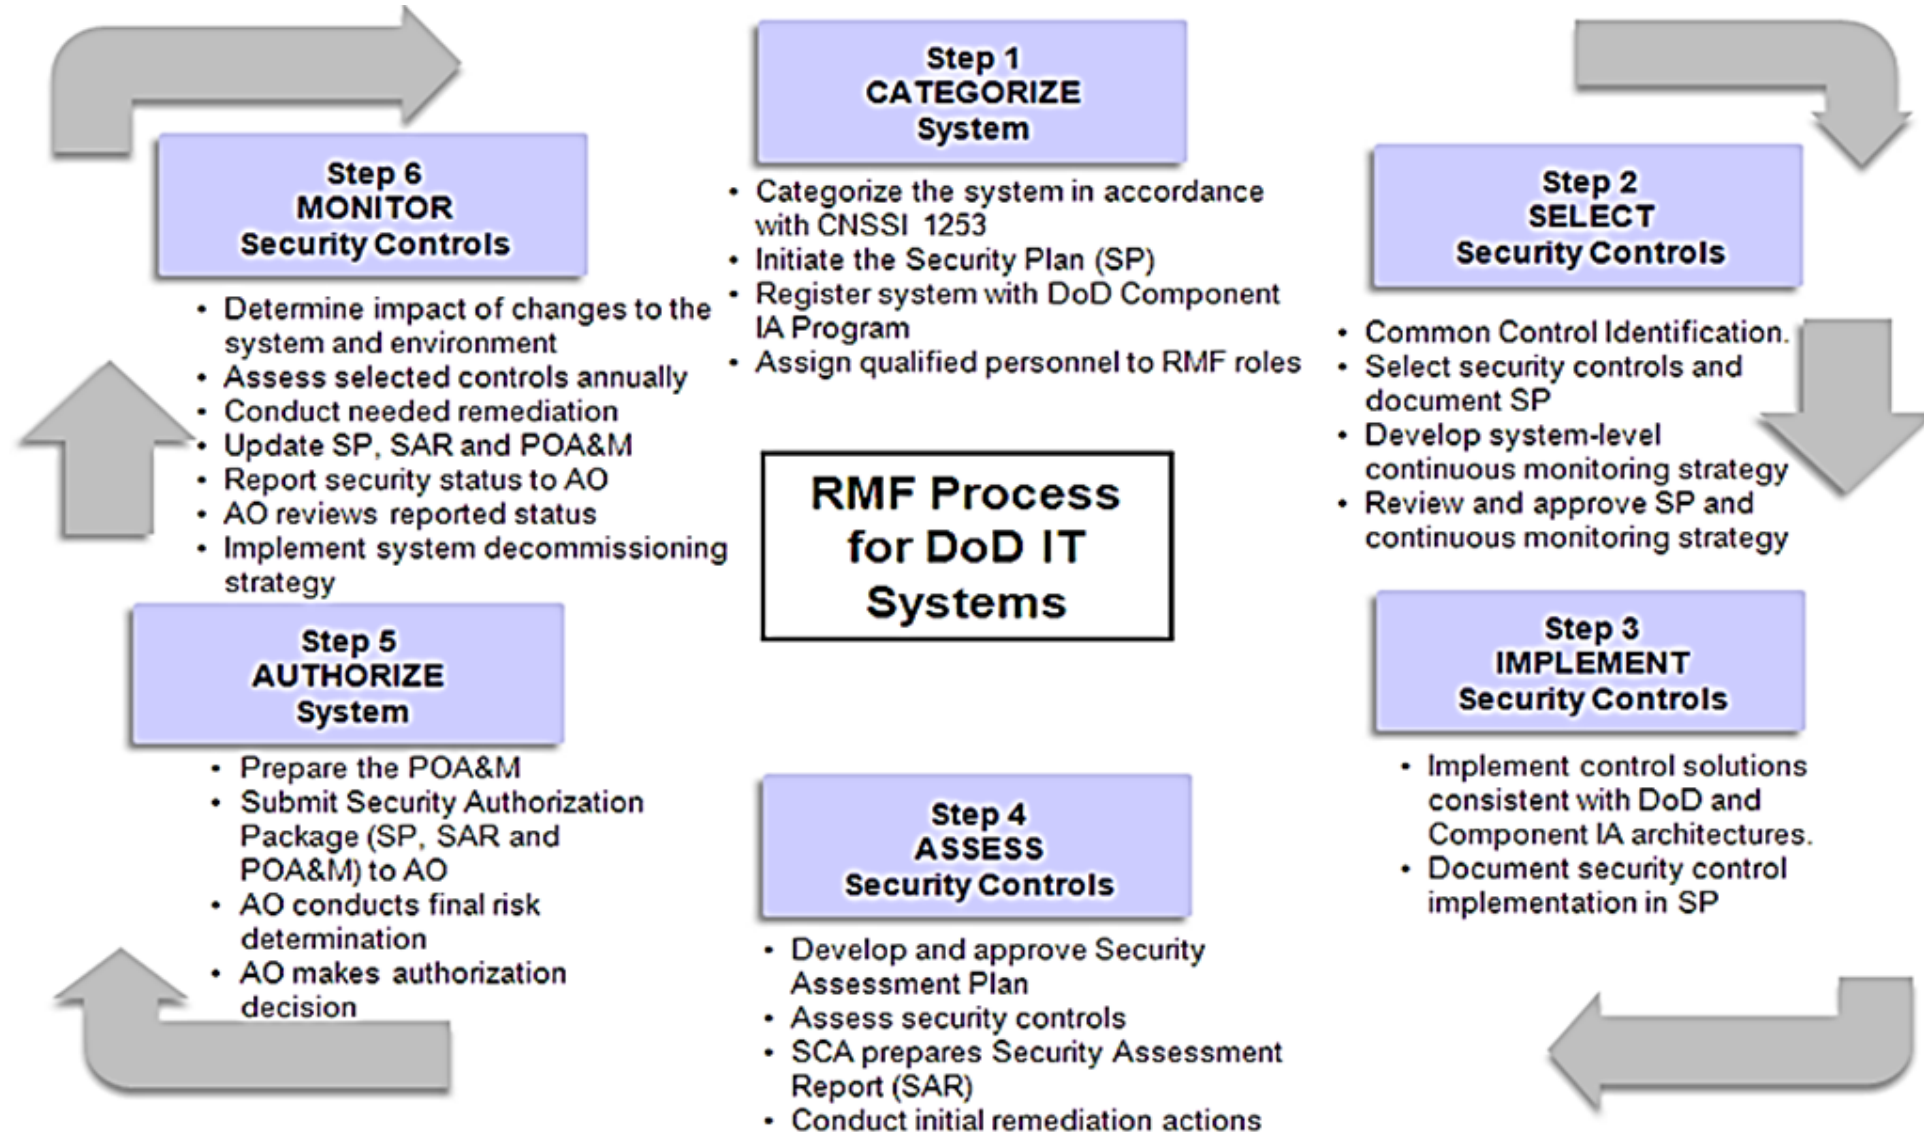 Step 1
CATEGORIZE
System
• Categorize the system in accordance
with CNSSI 1253
• Initiate the Security Plan (SP)
• Register system with DoD Component
IA Program
• Assign qualified personnel to RMF roles
Step 2
SELECT
Security Controls
• Common Control Identification.
• Select security controls and
document SP
• Develop system-level
continuous monitoring strategy
• Review and approve SP and
continuous monitoring strategy
Step 3
IMPLEMENT
Security Controls
• Implement control solutions
consistent with DoD and
Component IA architectures.
• Document security control
implementation in SP
Step 4
ASSESS
Security Controls
• Develop and approve Security
Assessment Plan
• Assess security controls
• SCA prepares Security Assessment
Report (SAR)
• Conduct initial remediation actions
Step 5
AUTHORIZE
System
• Prepare the POA&M
• Submit Security Authorization
Package (SP, SAR and
POA&M) to AO
• AO conducts final risk
determination
• AO makes authorization
decision
Step 6
MONITOR
Security Controls
• Determine impact of changes to the
system and environment
• Assess selected controls annually
• Conduct needed remediation
• Update SP, SAR and POA&M
• Report security status to AO
• AO reviews reported status
• Implement system decommissioning
strategy
RMF Process
for DoD IT
Systems